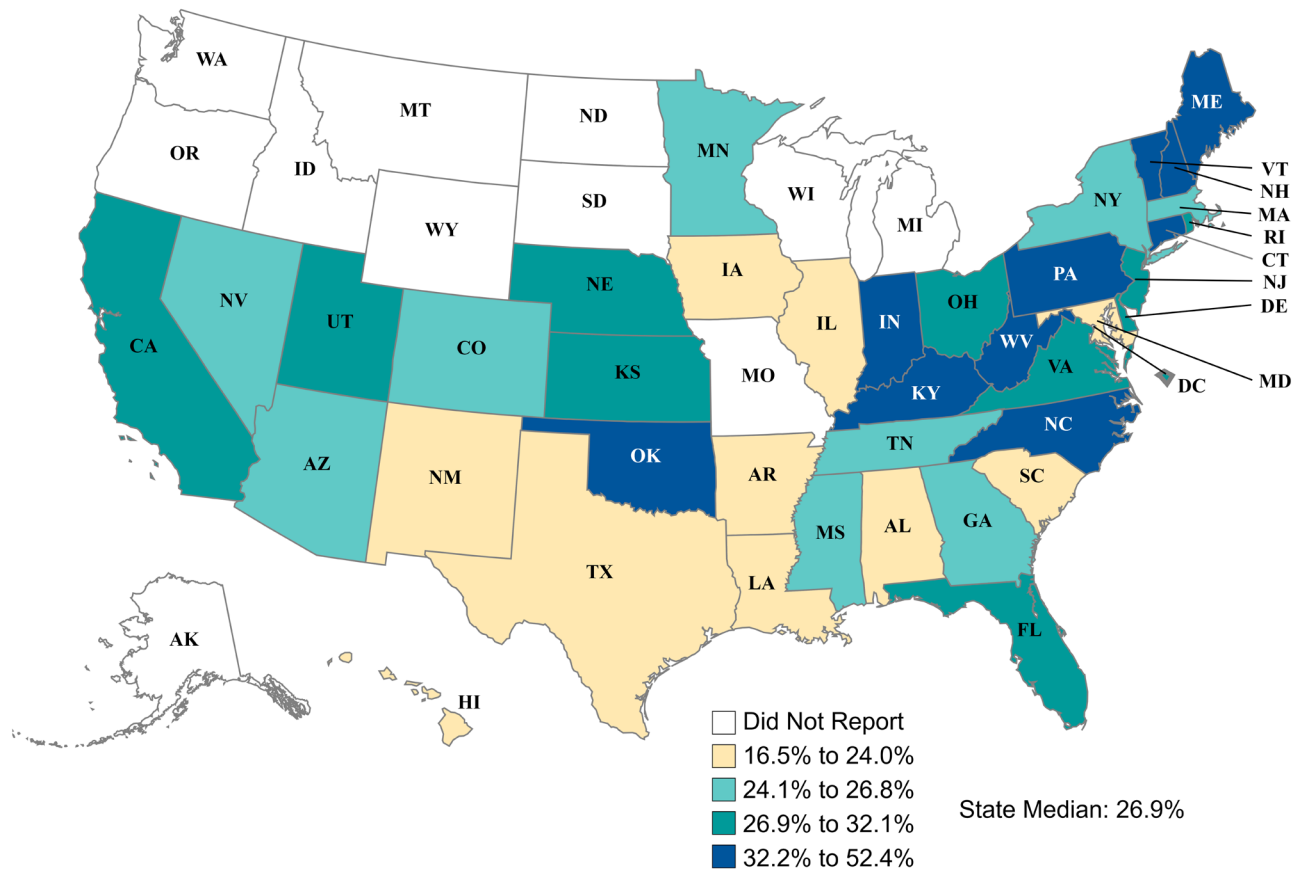 WA
MT
ND
MN
ME
OR
ID
SD
WI
MI
NY
VT
NH
MA
RI
CT
NJ
DE
MD
DC
WY
IA
NE
PA
NV
UT
CO
IL
IN
OH
WV
VA
CA
KS
MO
KY
NC
AZ
NM
OK
AR
TN
SC
TX
LA
MS
AL
GA
FL
AK
HI
Did Not Report
16.5% to 24.0%
24.1% to 26.8%
26.9% to 32.1%
32.2% to 52.4%
State Median: 26.9%